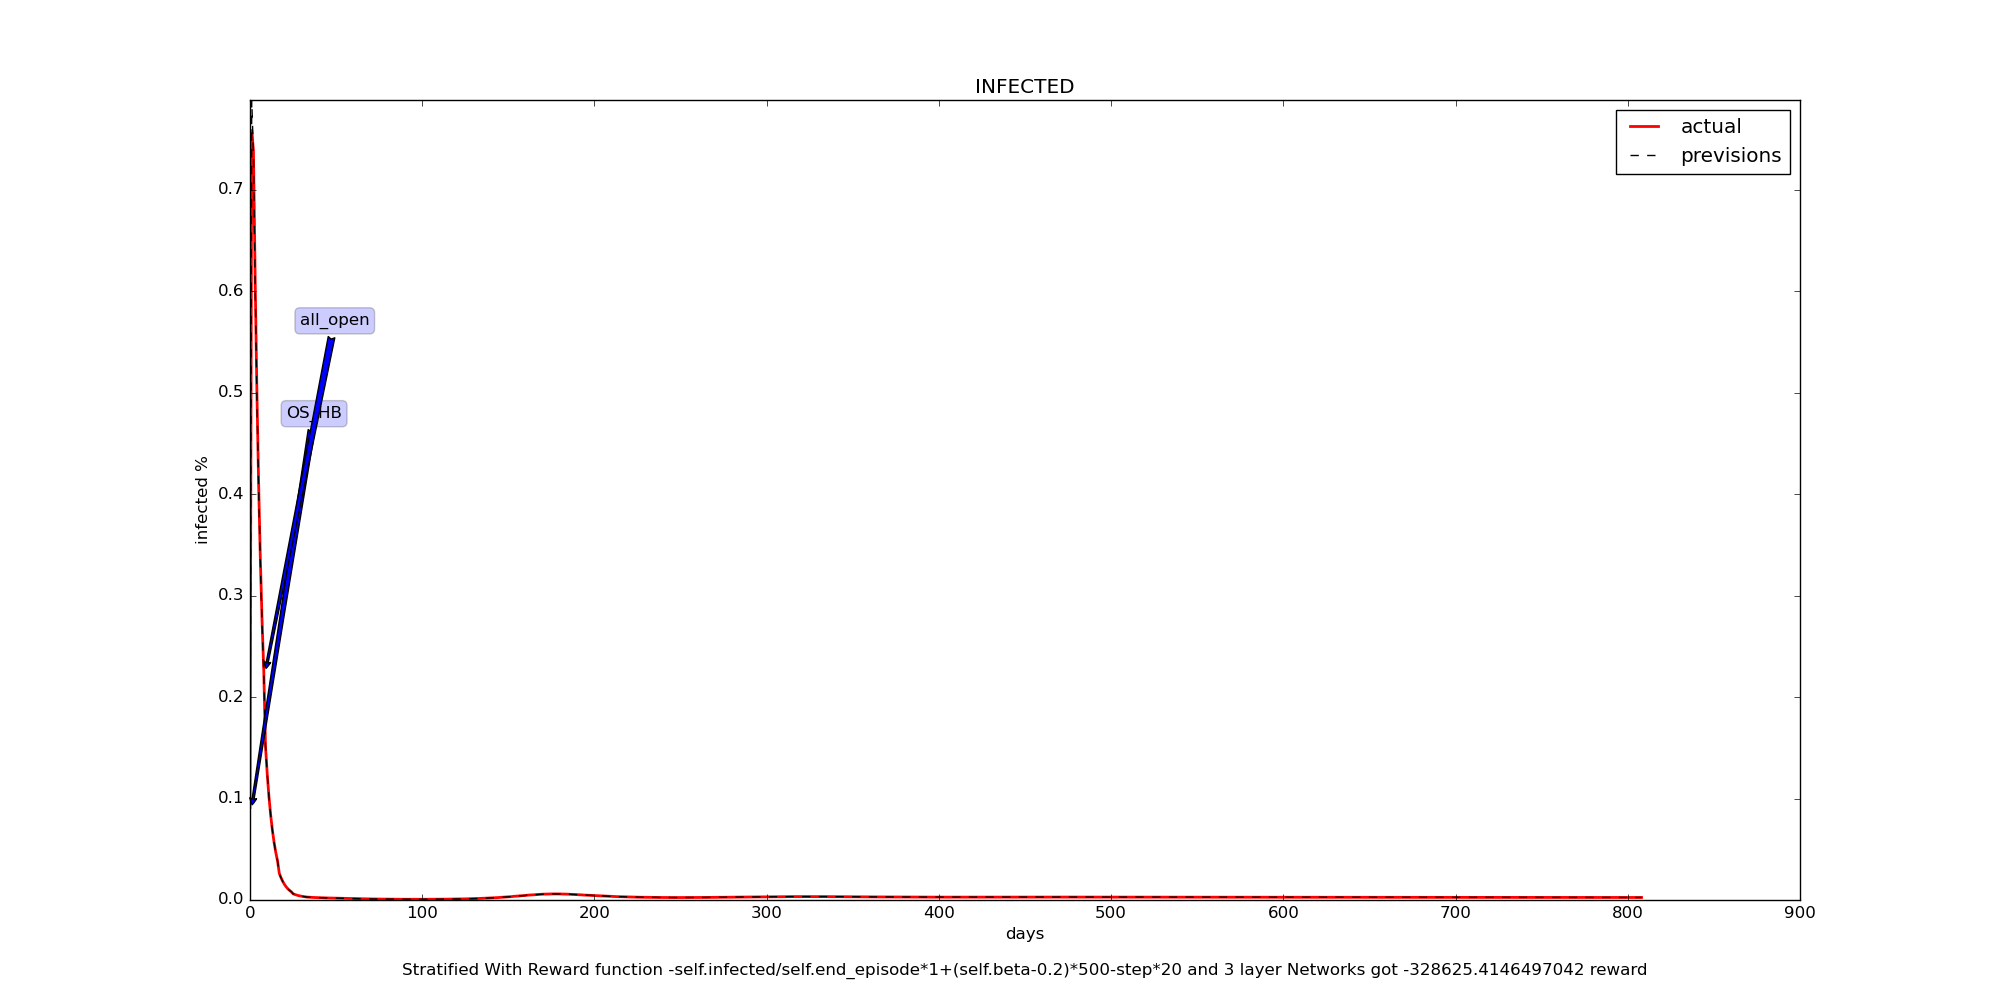 INFECTED
actual
previsions
0.7
0.6
all_open
0.5
OS_HB
infected %
0.4
0.3
0.2
0.1
0.0
0 100 200 300 400 500 600 700 800 900
days
Stratified With Reward function -self.infected/self.end_episode*1+(self.beta-0.2)*500-step*20 and 3 layer Networks got -328625.4146497042 reward